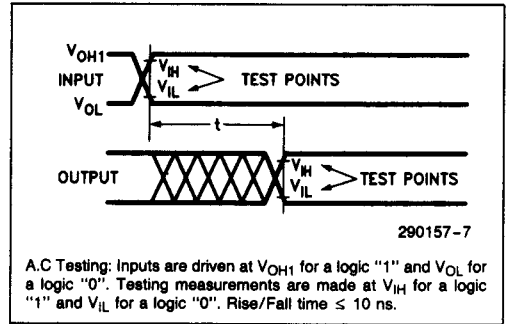 VOH1
INPUT
VOL
VIH
VIL
TEST POINTS
t
OUTPUT
VIH
VIL
TEST POINTS
290157-7
A.C Testing: Inputs are driven at VOH1 for a logic "1" and VOL for
a logic "0". Testing measurements are made at VIH for a logic
"1" and VIL for a logic "0". Rise/Fall time ≤ 10 ns.